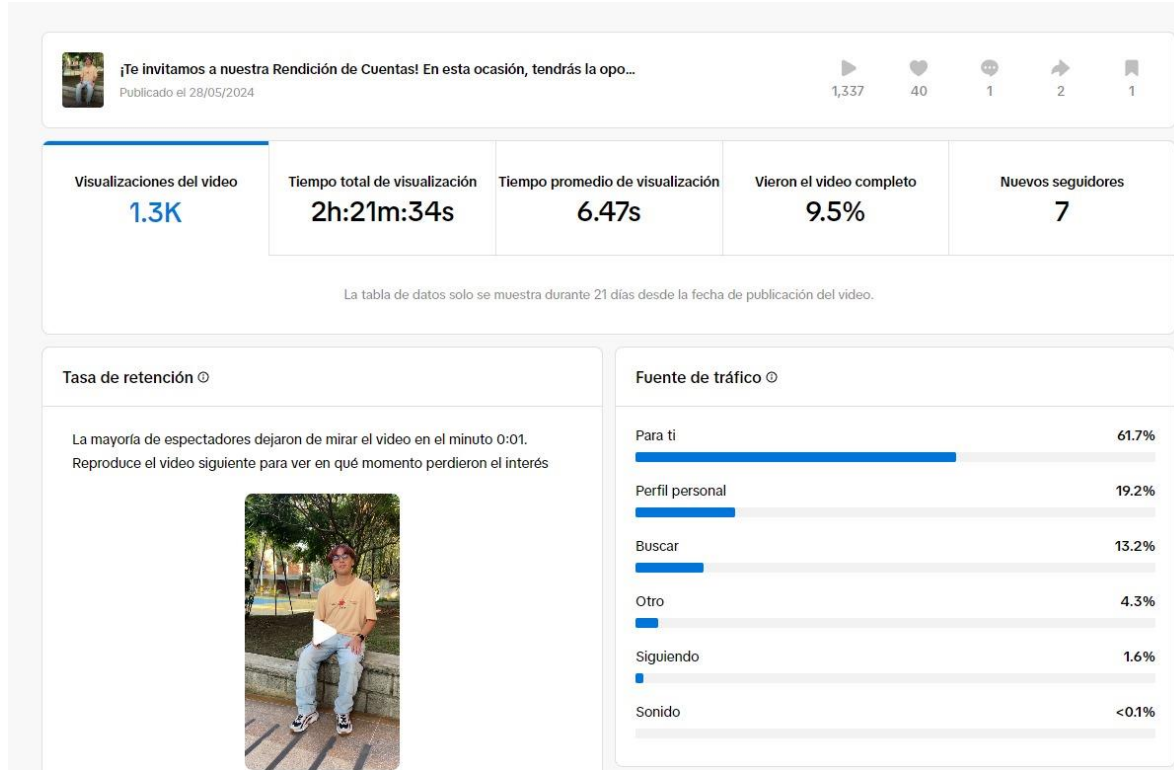 ¡Te invitamos a nuestra Rendición de Cuentas! En esta ocasión, tendrás la opo...
Publicado el 28/05/2024
1,337 40 1 2 1
Visualizaciones del video
1.3K
Tiempo total de visualización
2h:21m:34s
Tiempo promedio de visualización
6.47s
Vieron el video completo
9.5%
Nuevos seguidores
7
La tabla de datos solo se muestra durante 21 días desde la fecha de publicación del video.
Tasa de retención
La mayoría de espectadores dejaron de mirar el video en el minuto 0:01.
Reproduce el video siguiente para ver en qué momento perdieron el interés
Fuente de tráfico
Para ti 61.7%
Perfil personal 19.2%
Buscar 13.2%
Otro 4.3%
Siguiendo 1.6%
Sonido <0.1%